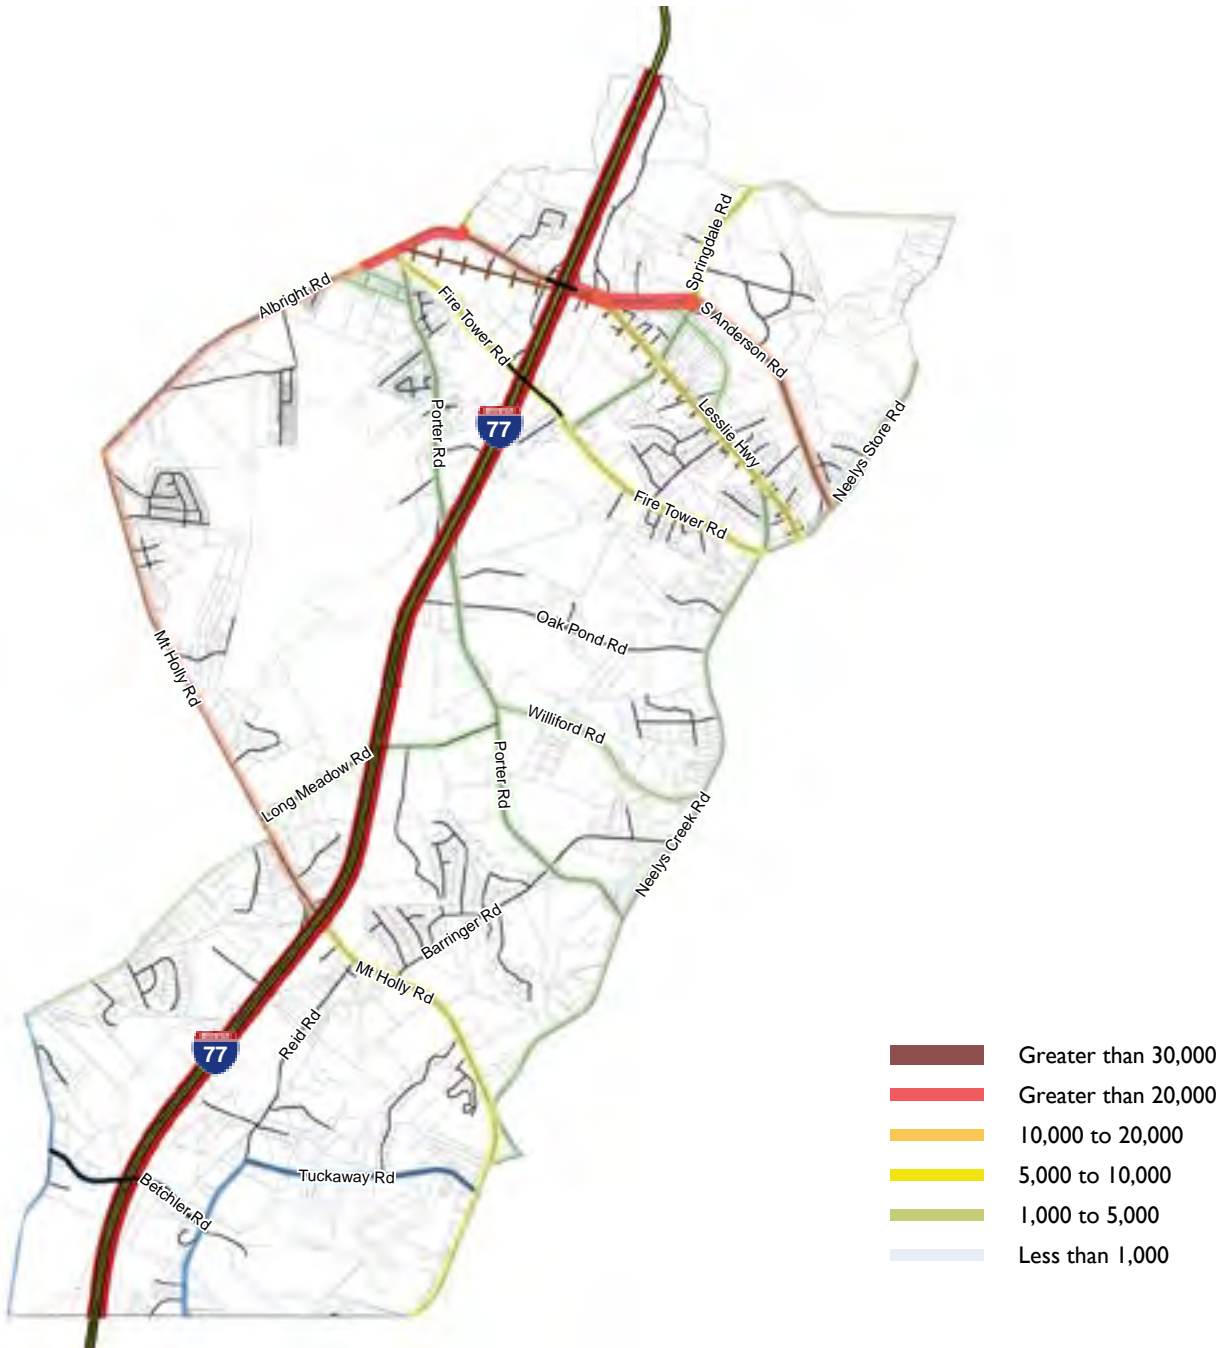 Springdale Rd
Albright Rd
Fire Tower Rd
S Anderson Rd
Porter Rd
77
Lesslie Hwy
Neelys Store Rd
Fire Tower Rd
Oak Pond Rd
Mt Holly Rd
Williford Rd
Long Meadow Rd
Porter Rd
Neelys Creek Rd
Barringer Rd
Mt Holly Rd
Reid Rd
77
Tuckaway Rd
Betchler Rd
Greater than 30,000
Greater than 20,000
10,000 to 20,000
5,000 to 10,000
1,000 to 5,000
Less than 1,000